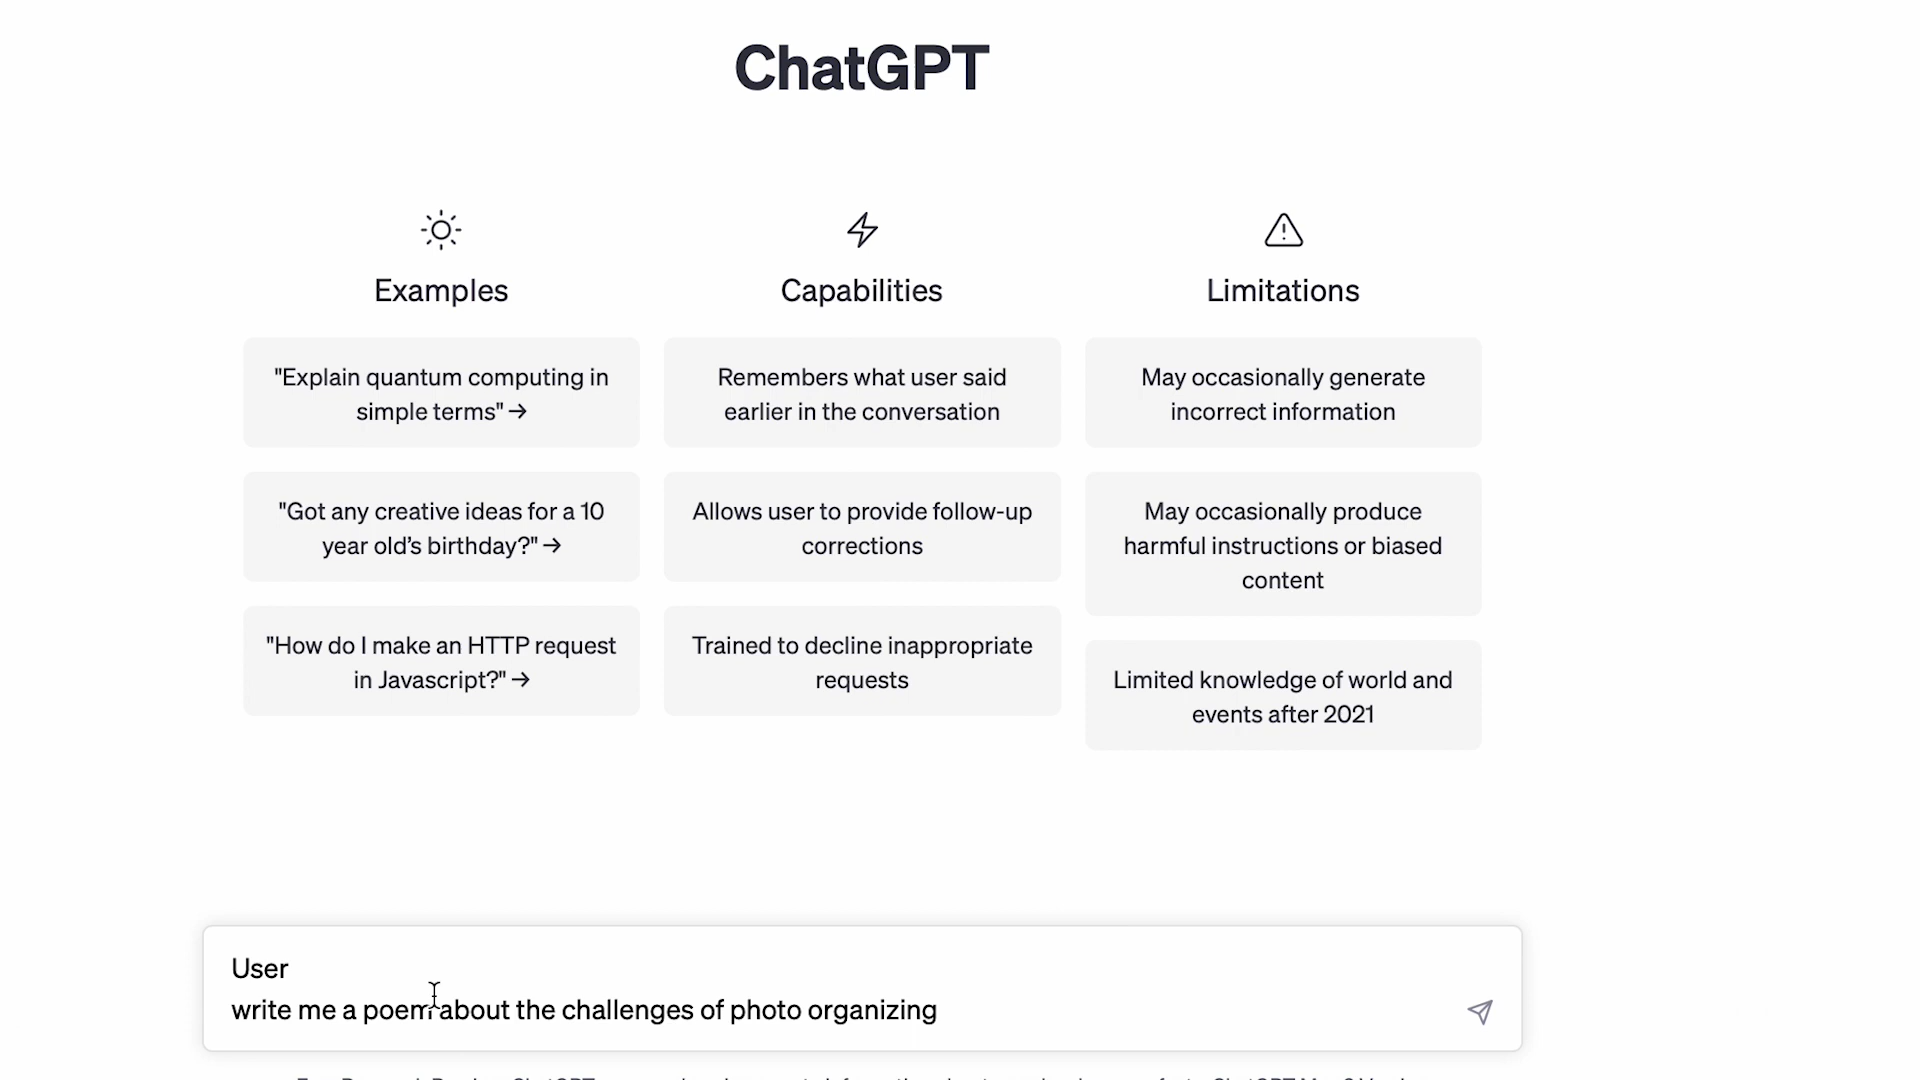 ChatGPT
Examples
Capabilities
Limitations
"Explain quantum computing in
simple terms" →
Remembers what user said
earlier in the conversation
May occasionally generate
incorrect information
"Got any creative ideas for a 10
year old’s birthday?" →
Allows user to provide follow-up
corrections
May occasionally produce
harmful instructions or biased
content
"How do I make an HTTP request
in Javascript?" →
Trained to decline inappropriate
requests
Limited knowledge of world and
events after 2021
User
write me a poem about the challenges of photo organizing